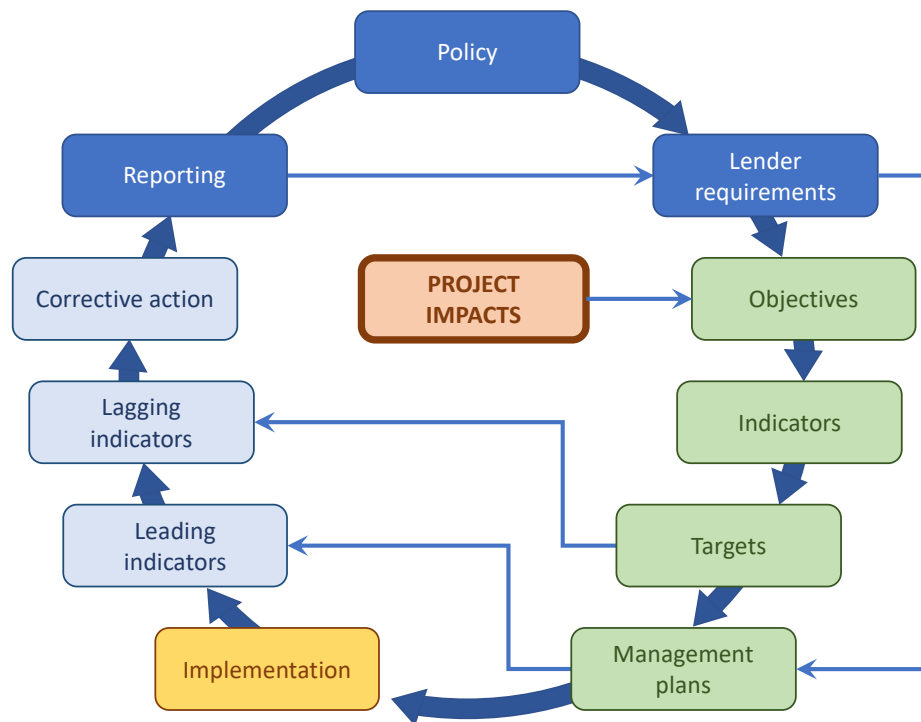 Policy
Reporting
Lender
requirements
Corrective action
PROJECT
IMPACTS
Objectives
Lagging
indicators
Indicators
Leading
indicators
Targets
Implementation
Management
plans